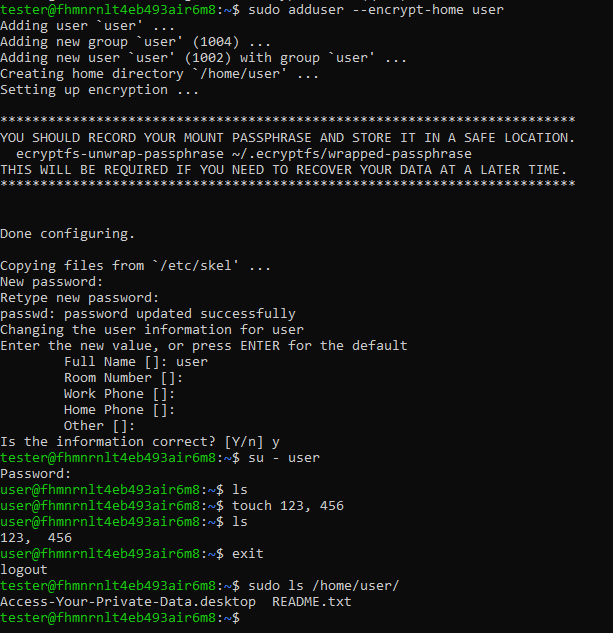 tester@fhmnrnlt4eb493air6m8:~$ sudo adduser --encrypt-home user
Adding user `user' ...
Adding new group `user' (1004) ...
Adding new user `user' (1002) with group `user' ...
Creating home directory `/home/user' ...
Setting up encryption ...
************************************************************************
YOU SHOULD RECORD YOUR MOUNT PASSPHRASE AND STORE IT IN A SAFE LOCATION.
  ecryptfs-unwrap-passphrase ~/.ecryptfs/wrapped-passphrase
THIS WILL BE REQUIRED IF YOU NEED TO RECOVER YOUR DATA AT A LATER TIME.
************************************************************************
Done configuring.
Copying files from `/etc/skel' ...
New password:
Retype new password:
passwd: password updated successfully
Changing the user information for user
Enter the new value, or press ENTER for the default
        Full Name []: user
        Room Number []:
        Work Phone []:
        Home Phone []:
        Other []:
Is the information correct? [Y/n] y
tester@fhmnrnlt4eb493air6m8:~$ su - user
Password:
user@fhmnrnlt4eb493air6m8:~$ ls
user@fhmnrnlt4eb493air6m8:~$ touch 123, 456
user@fhmnrnlt4eb493air6m8:~$ ls
123,  456
user@fhmnrnlt4eb493air6m8:~$ exit
logout
tester@fhmnrnlt4eb493air6m8:~$ sudo ls /home/user/
Access-Your-Private-Data.desktop  README.txt
tester@fhmnrnlt4eb493air6m8:~$